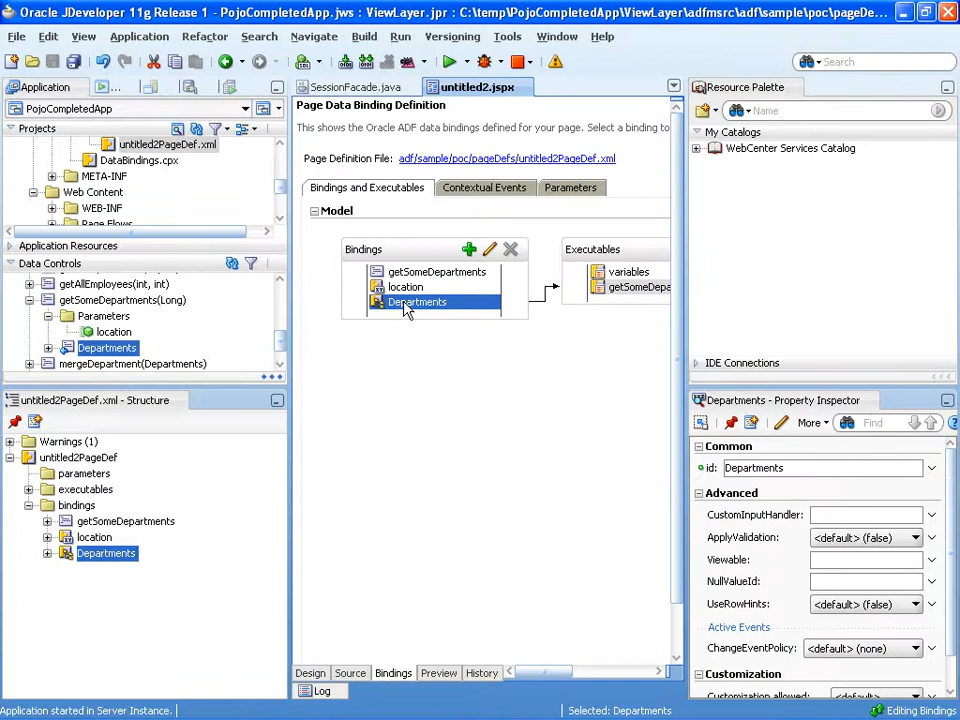 Oracle JDeveloper 11g Release 1 - PojoCompletedApp.jws : ViewLayer.jpr : C:\temp\PojoCompletedApp\ViewLayer\adfmsrc\adf\sample\poc\pageDe...
File Edit View Application Refactor Search Navigate Build Run Versioning Tools Window Help
Search
Application
SessionFacade.java
untitled2.jspx
Resource Palette
PojoCompletedApp
Page Data Binding Definition
Name
Projects
This shows the Oracle ADF data bindings defined for your page. Select a binding to
My Catalogs
untitled2PageDef.xml
WebCenter Services Catalog
DataBindings.cpx
Page Definition File: adf/sample/poc/pageDefs/untitled2PageDef.xml
META-INF
Web Content
Bindings and Executables Contextual Events Parameters
WEB-INF
Model
Page Flows
Application Resources
Bindings
Executables
Data Controls
getSomeDepartments
variables
getAllEmployees(int, int)
location
getSomeDepa
getSomeDepartments(Long)
Departments
Parameters
location
Departments
mergeDepartment(Departments)
IDE Connections
untitled2PageDef.xml - Structure
Departments - Property Inspector
More
Find
Warnings (1)
Common
untitled2PageDef
id: Departments
parameters
Advanced
executables
CustomInputHandler:
bindings
ApplyValidation: <default> (false)
getSomeDepartments
Viewable:
location
NullValueId:
Departments
UseRowHints: <default> (false)
Active Events
ChangeEventPolicy: <default> (none)
Customization
Design Source Bindings Preview History
Customization allowed: <default>
Log
Application started in Server Instance.
Selected: Departments
Editing Bindings